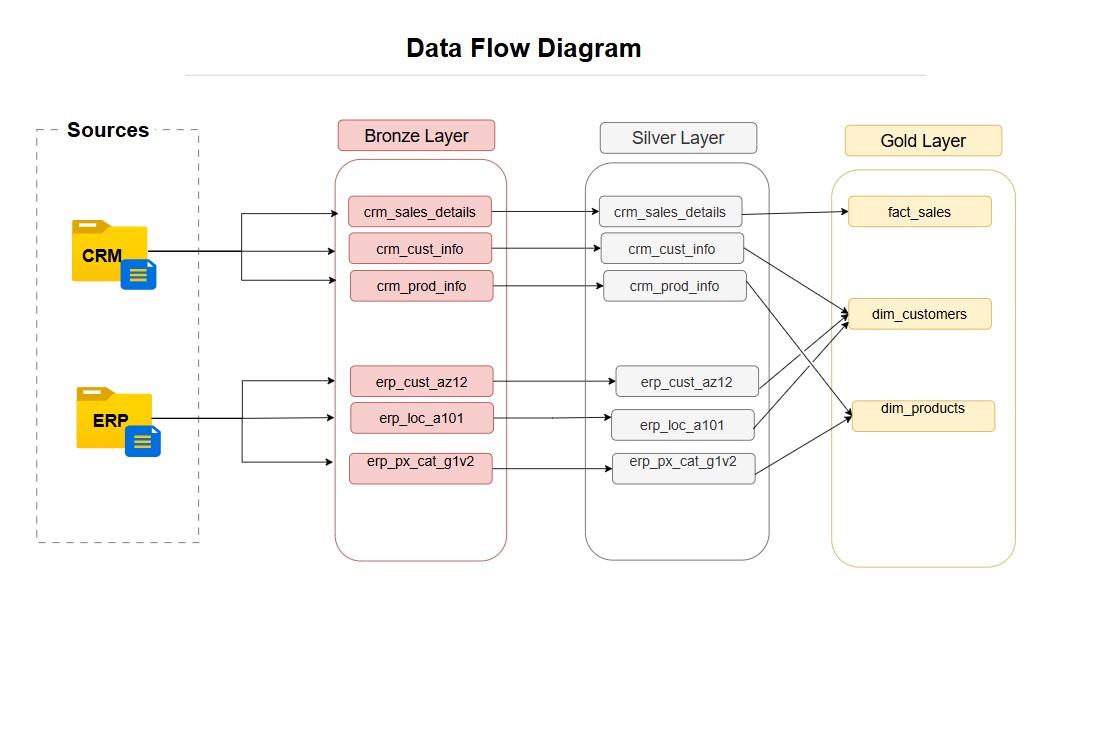 Data Flow Diagram
Sources
CRM
ERP
Bronze Layer
crm_sales_details
crm_cust_info
crm_prod_info
erp_cust_az12
erp_loc_a101
erp_px_cat_g1v2
Silver Layer
crm_sales_details
crm_cust_info
crm_prod_info
erp_cust_az12
erp_loc_a101
erp_px_cat_g1v2
Gold Layer
fact_sales
dim_customers
dim_products